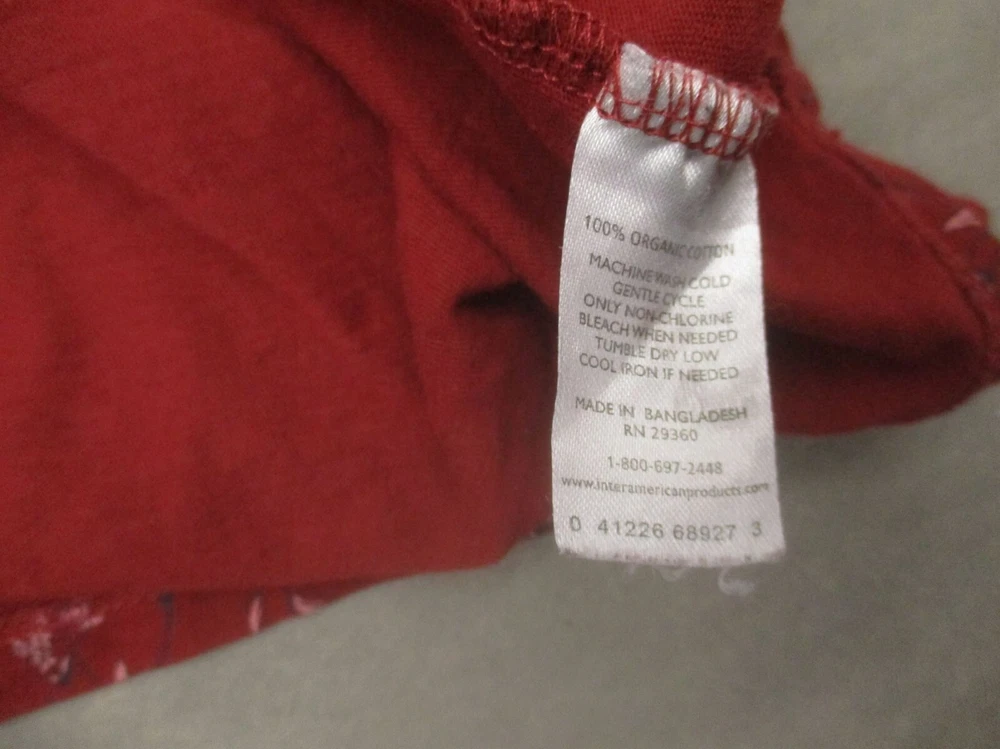 100% ORGANIC COTTON
MACHINE WASH COLD
GENTLE CYCLE
ONLY NON-CHLORINE
BLEACH WHEN NEEDED
TUMBLE DRY LOW
COOL IRON IF NEEDED
MADE IN BANGLADESH
RN 29360
1-800-697-2448
www.interamericanproducts.com
0 41226 68927 3